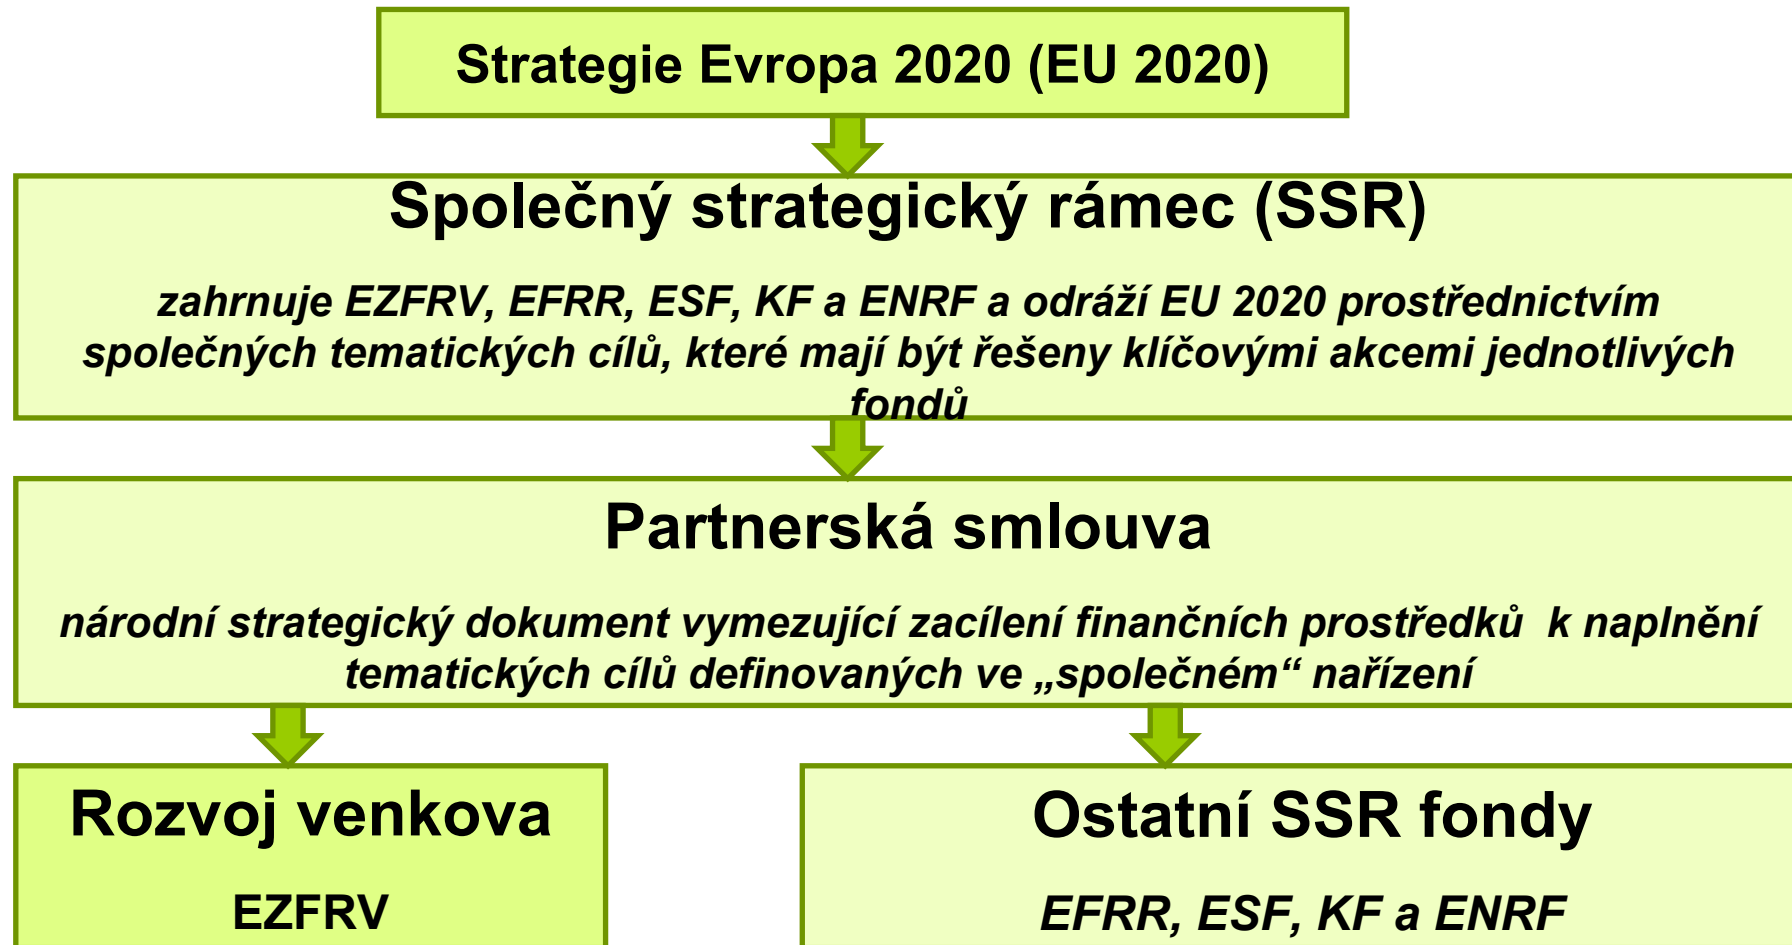 Strategie Evropa 2020 (EU 2020)
Společný strategický rámec (SSR)
zahrnuje EZFRV, EFRR, ESF, KF a ENRF a odráží EU 2020 prostřednictvím
společných tematických cílů, které mají být řešeny klíčovými akcemi jednotlivých
fondů
Partnerská smlouva
národní strategický dokument vymezující zacílení finančních prostředků  k naplnění
tematických cílů definovaných ve „společném“ nařízení
Rozvoj venkova
EZFRV
Ostatní SSR fondy
EFRR, ESF, KF a ENRF